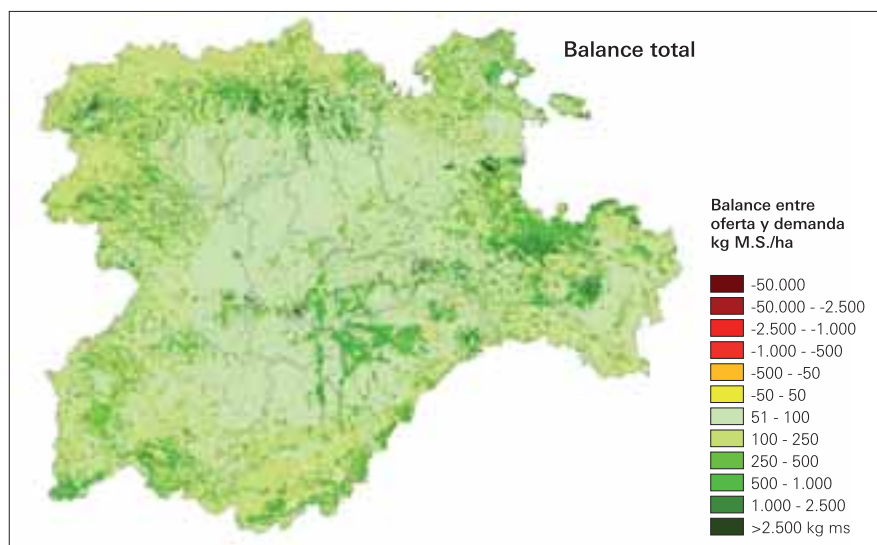 Balance total
Balance entre
oferta y demanda
kg M.S./ha
-50.000
-50.000 - -2.500
-2.500 - -1.000
-1.000 - -500
-500 - -50
-50 - 50
51 - 100
100 - 250
250 - 500
500 - 1.000
1.000 - 2.500
>2.500 kg ms